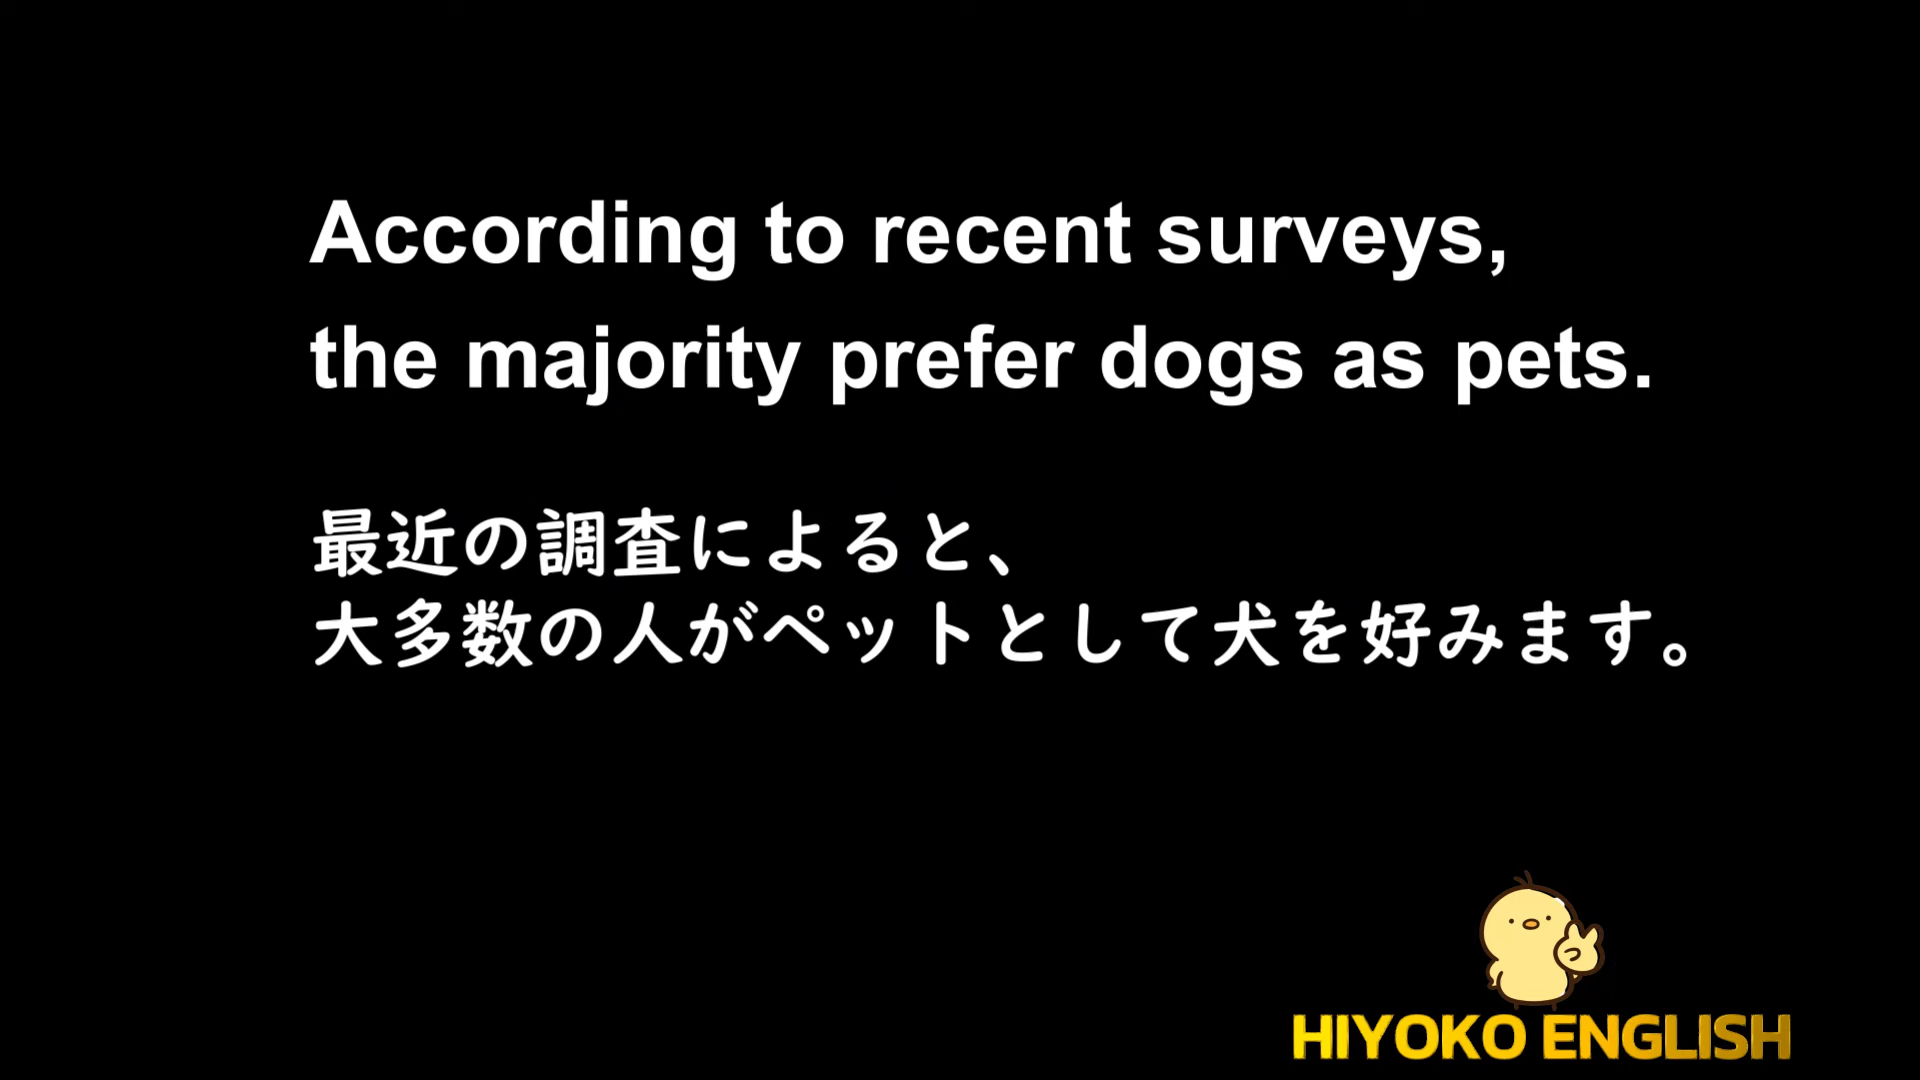 According to recent surveys,
the majority prefer dogs as pets.
最近の調査によると、
大多数の人がペットとして犬を好みます。
HIYOKO ENGLISH